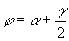 ℘ = α + γ/2